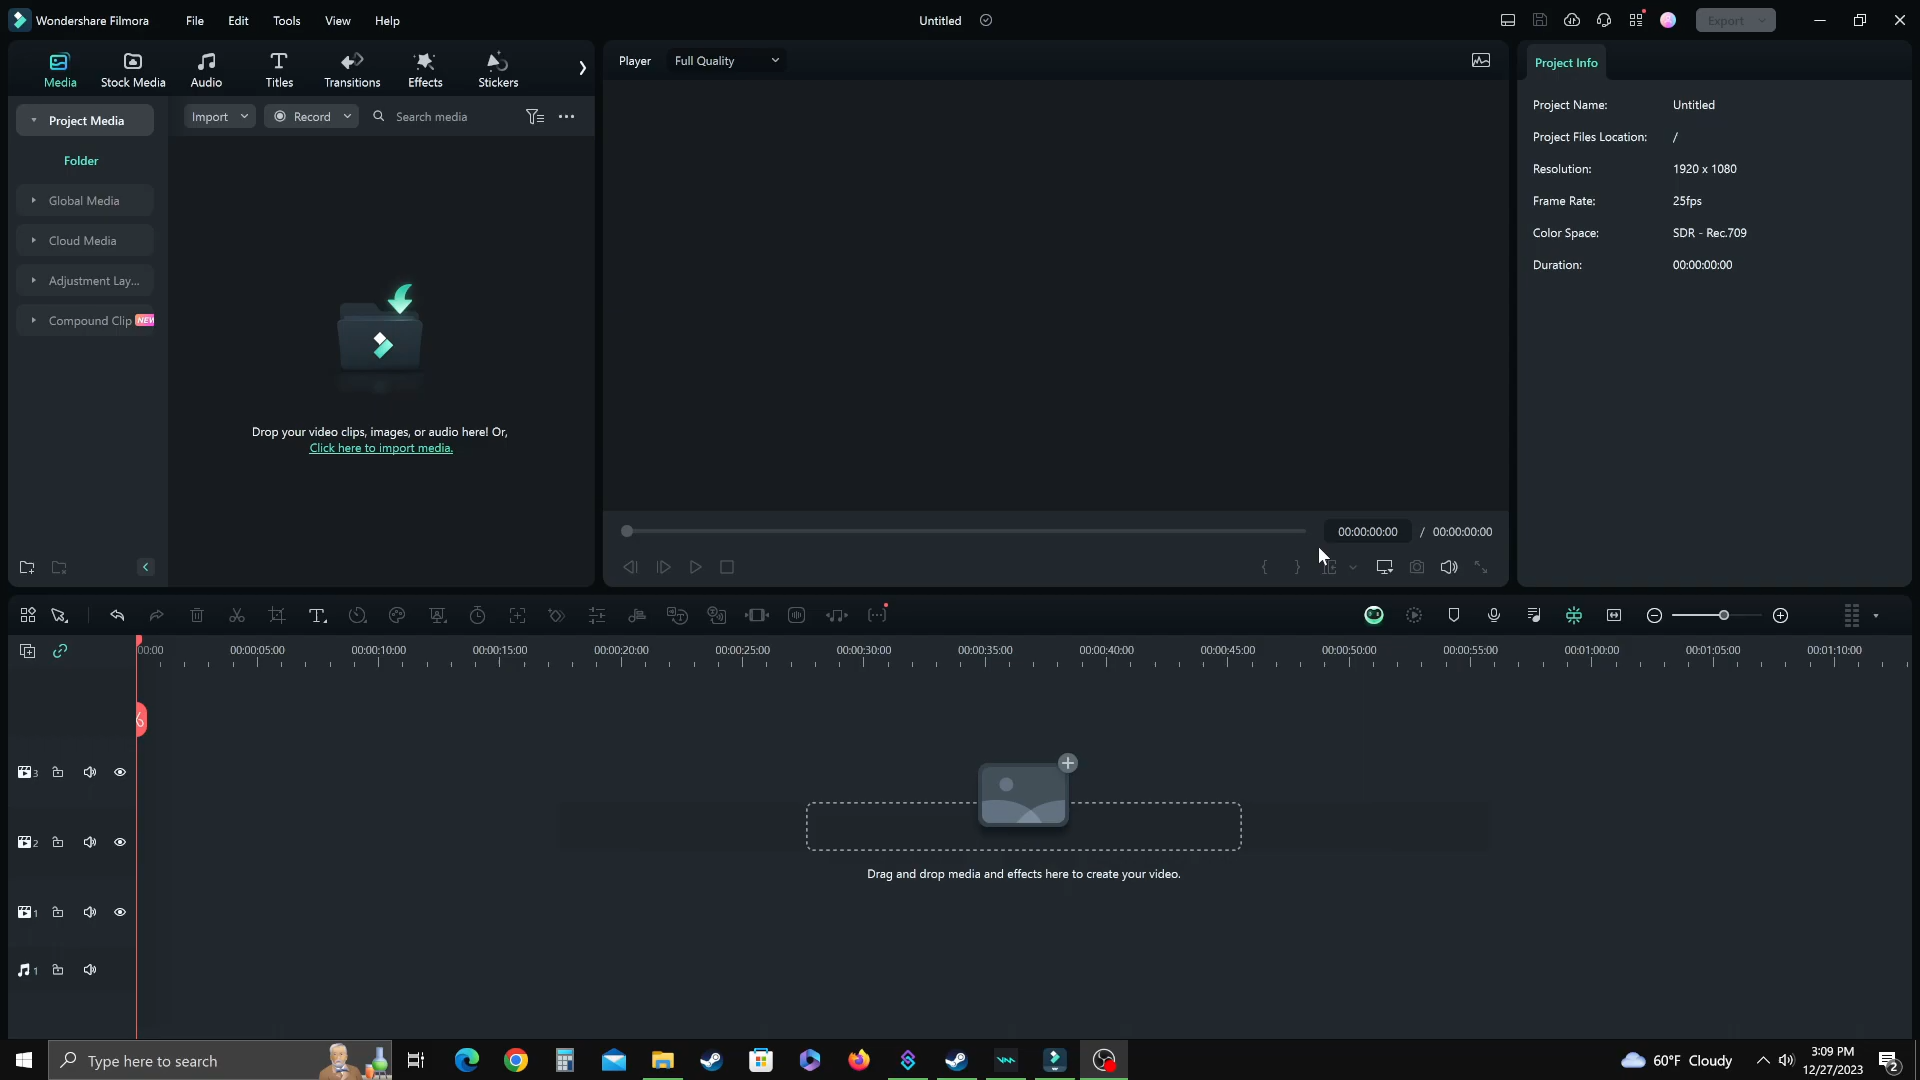 Wondershare Filmora
File
Edit
Tools
View
Help
Untitled
Export
Media
Stock Media
Audio
Titles
Transitions
Effects
Stickers
Player
Full Quality
Project Info
Project Media
Import
Record
Search media
Folder
Global Media
Cloud Media
Adjustment Lay...
Compound Clip NEW
Drop your video clips, images, or audio here! Or,
Click here to import media.
Project Name: Untitled
Project Files Location: /
Resolution: 1920 x 1080
Frame Rate: 25fps
Color Space: SDR - Rec.709
Duration: 00:00:00:00
00:00:00:00 / 00:00:00:00
{ }
:00:00 00:00:05:00 00:00:10:00 00:00:15:00 00:00:20:00 00:00:25:00 00:00:30:00 00:00:35:00 00:00:40:00 00:00:45:00 00:00:50:00 00:00:55:00 00:01:00:00 00:01:05:00 00:01:10:00
3
2
1
1
Drag and drop media and effects here to create your video.
Type here to search
60°F Cloudy
3:09 PM
12/27/2023
2